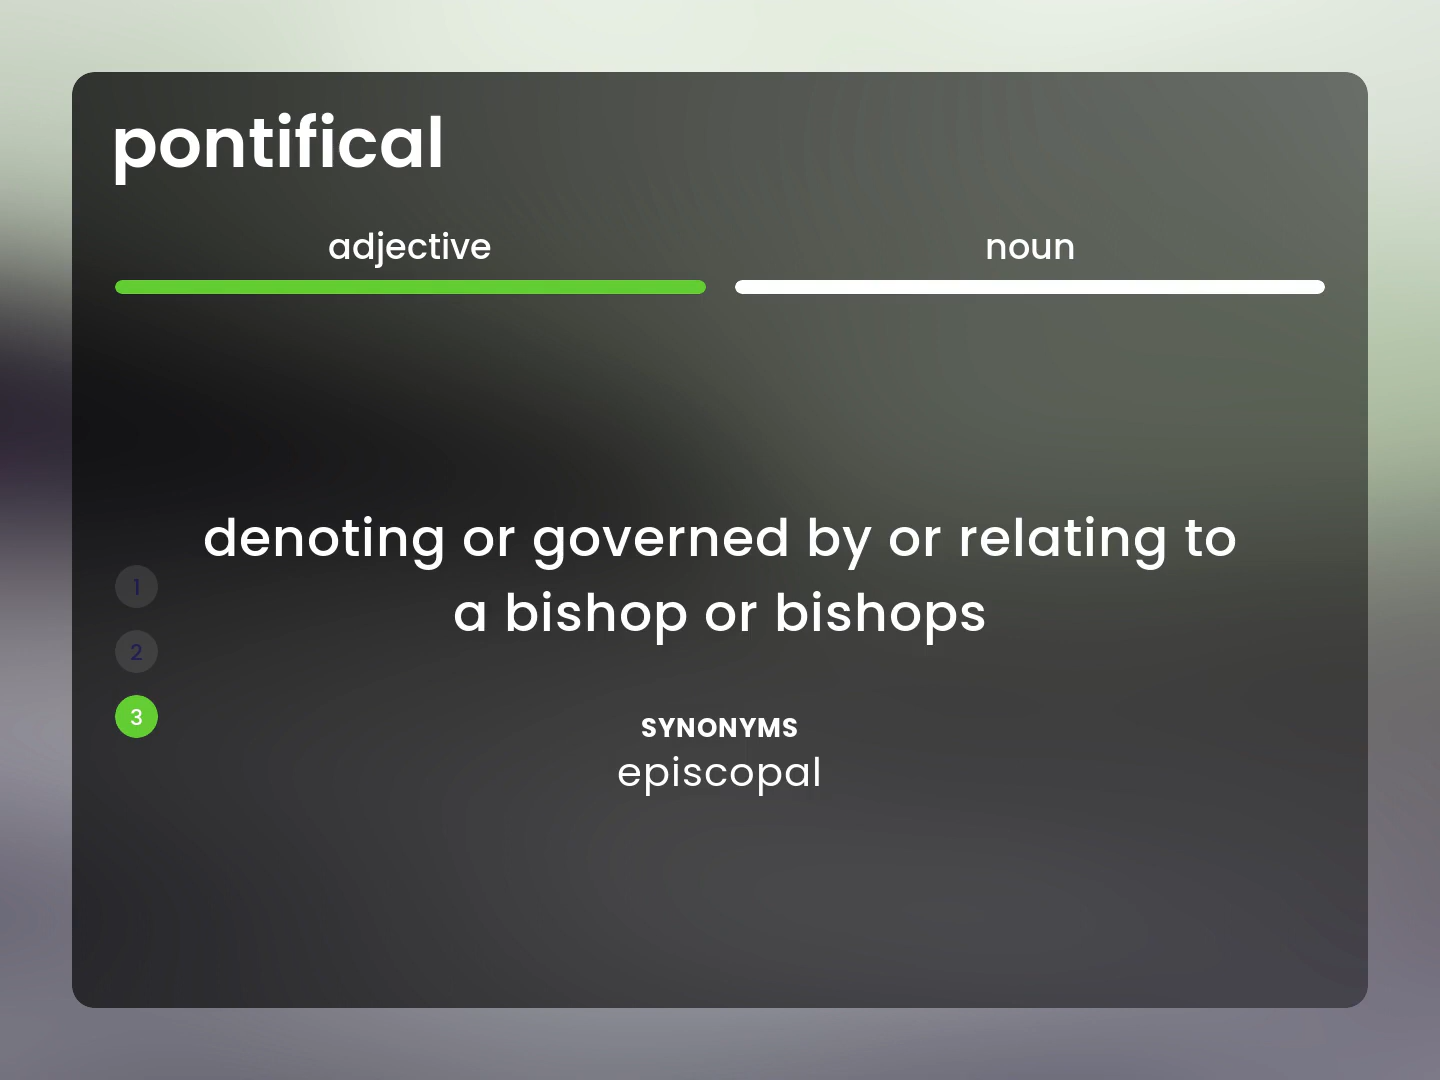 pontifical
adjective
noun
denoting or governed by or relating to
a bishop or bishops
1
2
3
SYNONYMS
episcopal